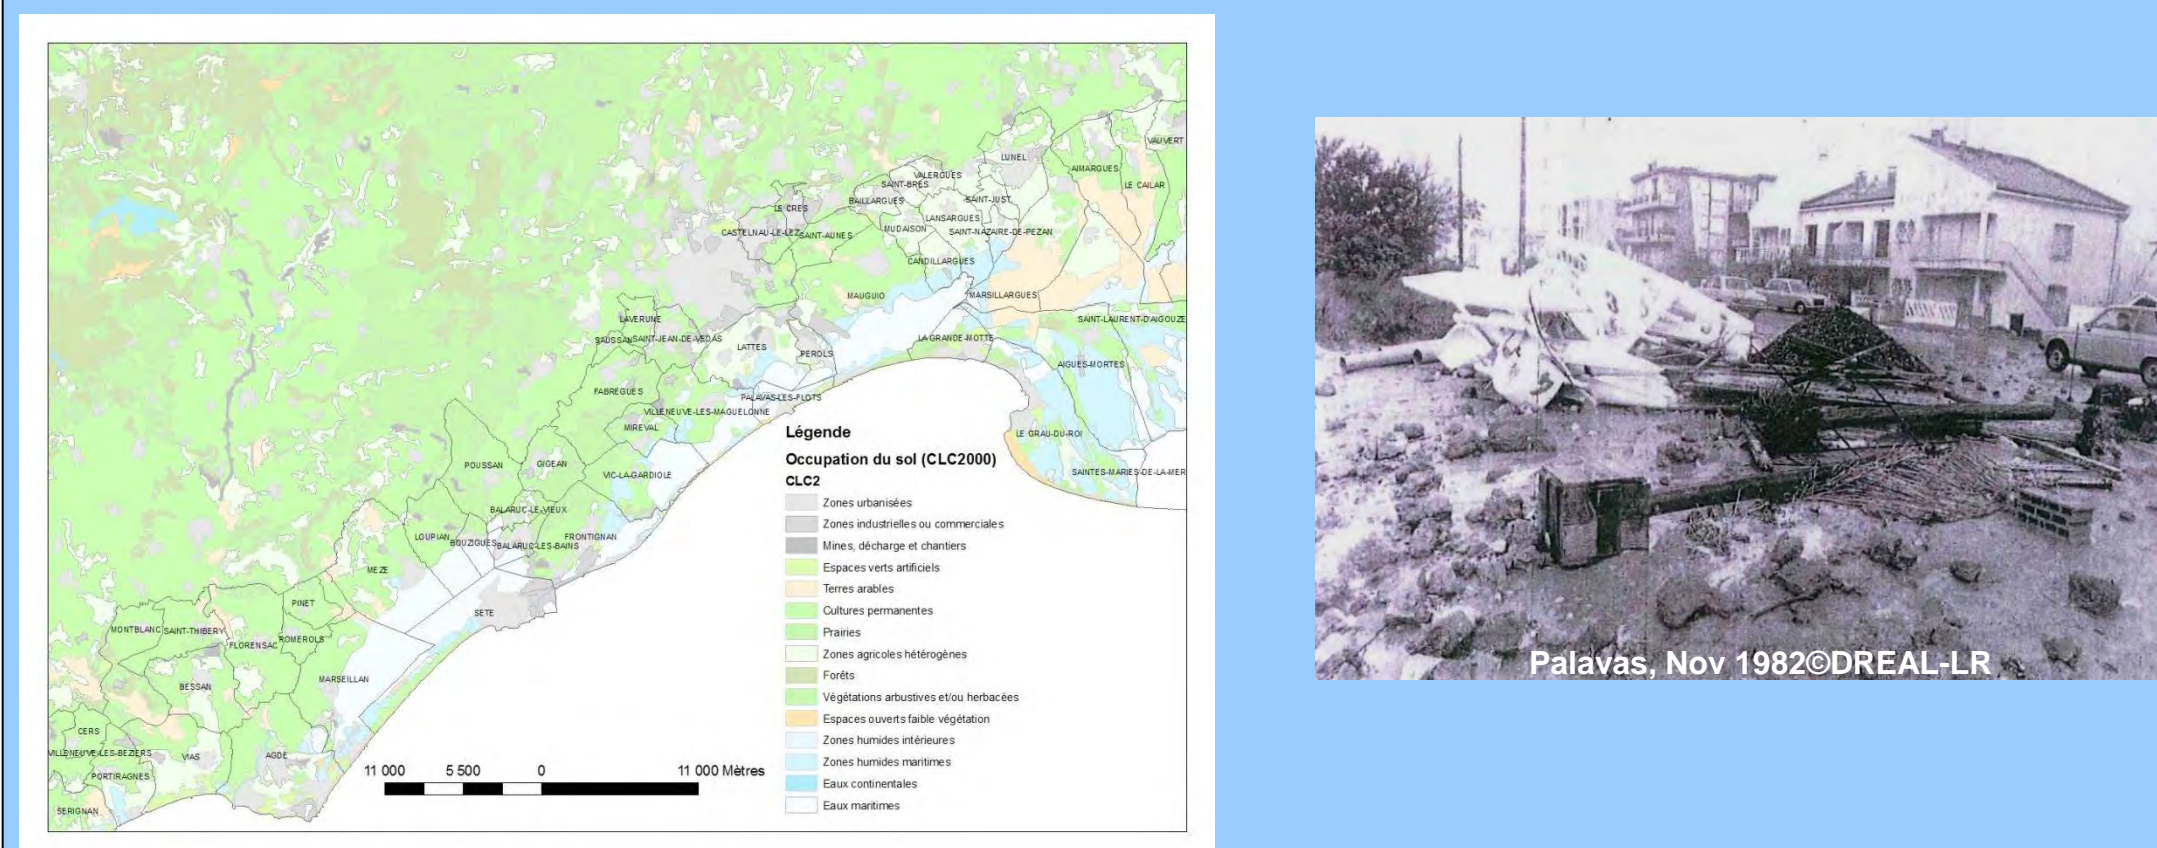 VAUVERT
LUNEL
AIMARGUES
VALERGUES
SAINT-BRES
LE CAILAR
BAILLARGUES
SAINT-JUST
LE CRES
LANSARGUES
CASTELNAU-LE-LEZ
SAINT-AUNES
MUDAISON
SAINT-NAZAIRE-DE-PEZAN
CANDILLARGUES
MAUGUIO
MARSILLARGUES
LAVERUNE
SAINT-LAURENT-D'AIGOUZE
SAUSSAN
SAINT-JEAN-DE-VEDAS
LATTES
PEROLS
LA GRANDE-MOTTE
AIGUES-MORTES
FABREGUES
PALAVAS-LES-FLOTS
VILLENEUVE-LES-MAGUELONNE
MIREVAL
LE GRAU-DU-ROI
POUSSAN
GIGEAN
VIC-LA-GARDIOLE
SAINTES-MARIES-DE-LA-MER
BALARUC-LE-VIEUX
LOUPIAN
BOUZIGUES
BALARUC-LES-BAINS
FRONTIGNAN
MEZE
PINET
SETE
MONTBLANC
SAINT-THIBERY
FLORENSAC
POMEROLS
BESSAN
MARSEILLAN
CERS
VILLENEUVE-LES-BEZIERS
VIAS
AGDE
PORTIRAGNES
SERIGNAN
Légende
Occupation du sol (CLC2000)
CLC2
Zones urbanisées
Zones industrielles ou commerciales
Mines, décharge et chantiers
Espaces verts artificiels
Terres arables
Cultures permanentes
Prairies
Zones agricoles hétérogènes
Forêts
Végétations arbustives et/ou herbacées
Espaces ouverts faible végétation
Zones humides intérieures
Zones humides maritimes
Eaux continentales
Eaux maritimes
11 000 5 500 0 11 000 Mètres
Palavas, Nov 1982©DREAL-LR